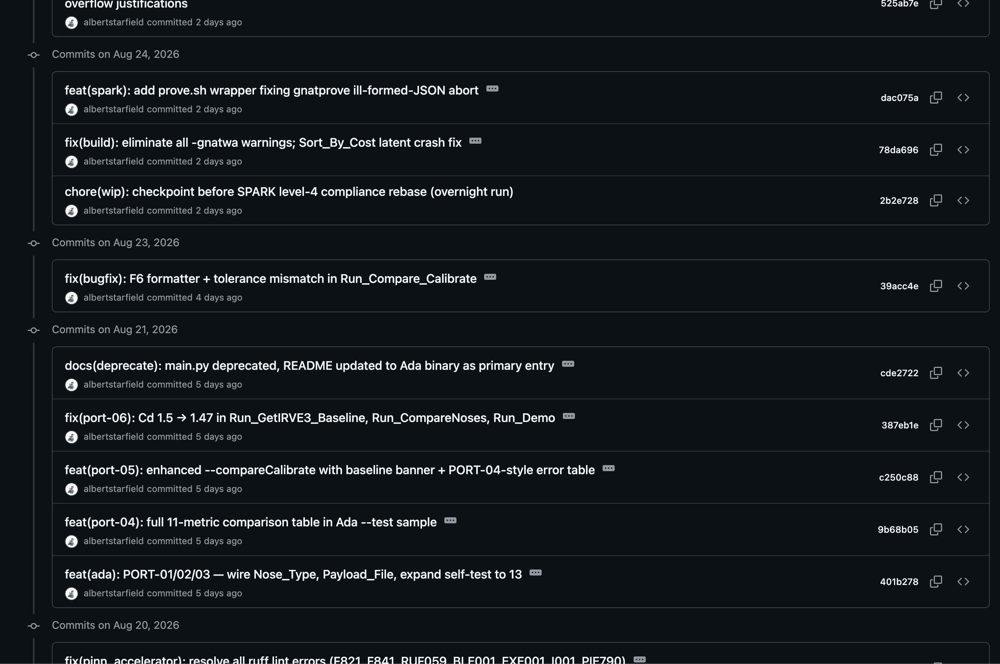 overflow justifications
525ab7e
albertstarfield committed 2 days ago
Commits on Aug 24, 2026
feat(spark): add prove.sh wrapper fixing gnatprove ill-formed-JSON abort
dac075a
albertstarfield committed 2 days ago
fix(build): eliminate all -gnatwa warnings; Sort_By_Cost latent crash fix
78da696
albertstarfield committed 2 days ago
chore(wip): checkpoint before SPARK level-4 compliance rebase (overnight run)
2b2e728
albertstarfield committed 2 days ago
Commits on Aug 23, 2026
fix(bugfix): F6 formatter + tolerance mismatch in Run_Compare_Calibrate
39acc4e
albertstarfield committed 4 days ago
Commits on Aug 21, 2026
docs(deprecate): main.py deprecated, README updated to Ada binary as primary entry
cde2722
albertstarfield committed 5 days ago
fix(port-06): Cd 1.5 → 1.47 in Run_GetIRVE3_Baseline, Run_CompareNoses, Run_Demo
387eb1e
albertstarfield committed 5 days ago
feat(port-05): enhanced --compareCalibrate with baseline banner + PORT-04-style error table
c250c88
albertstarfield committed 5 days ago
feat(port-04): full 11-metric comparison table in Ada --test sample
9b68b05
albertstarfield committed 5 days ago
feat(ada): PORT-01/02/03 — wire Nose_Type, Payload_File, expand self-test to 13
401b278
albertstarfield committed 5 days ago
Commits on Aug 20, 2026
fix(pinn_accelerator): resolve all ruff lint errors (F821, F841, RUF059, BLE001, EXE001, I001, PIE790)